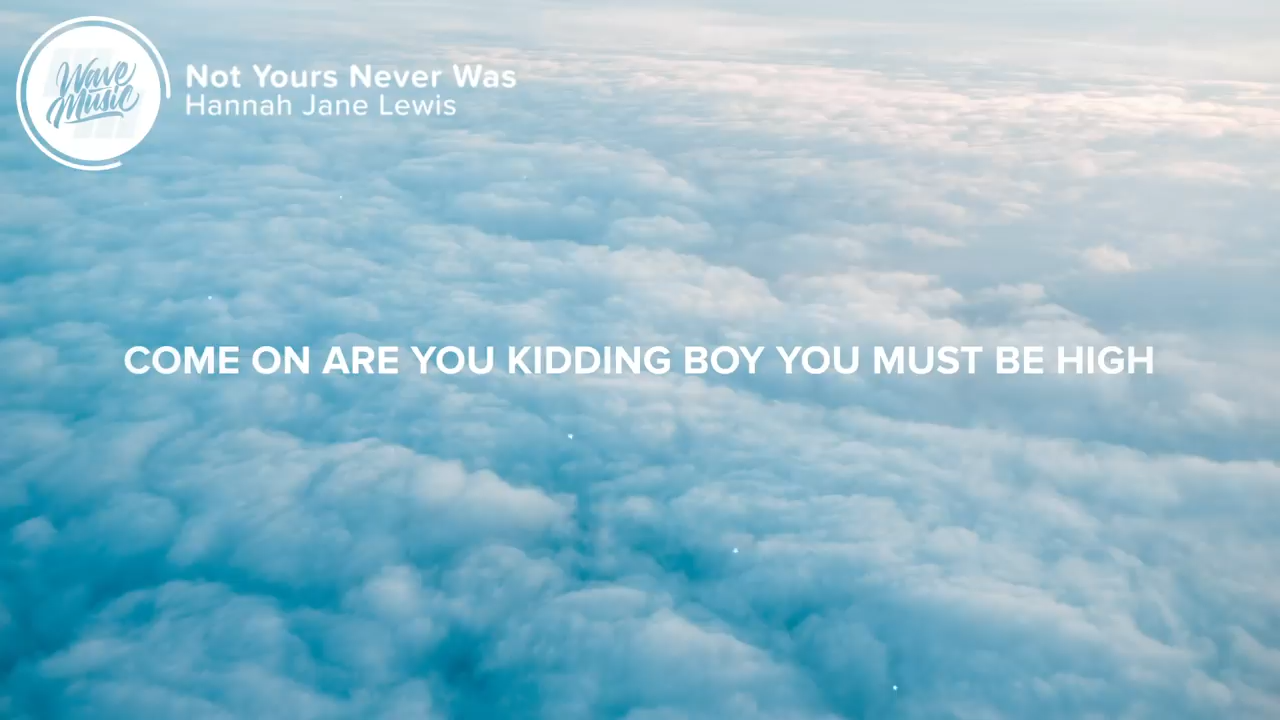 Wave
Music
Not Yours Never Was
Hannah Jane Lewis
COME ON ARE YOU KIDDING BOY YOU MUST BE HIGH